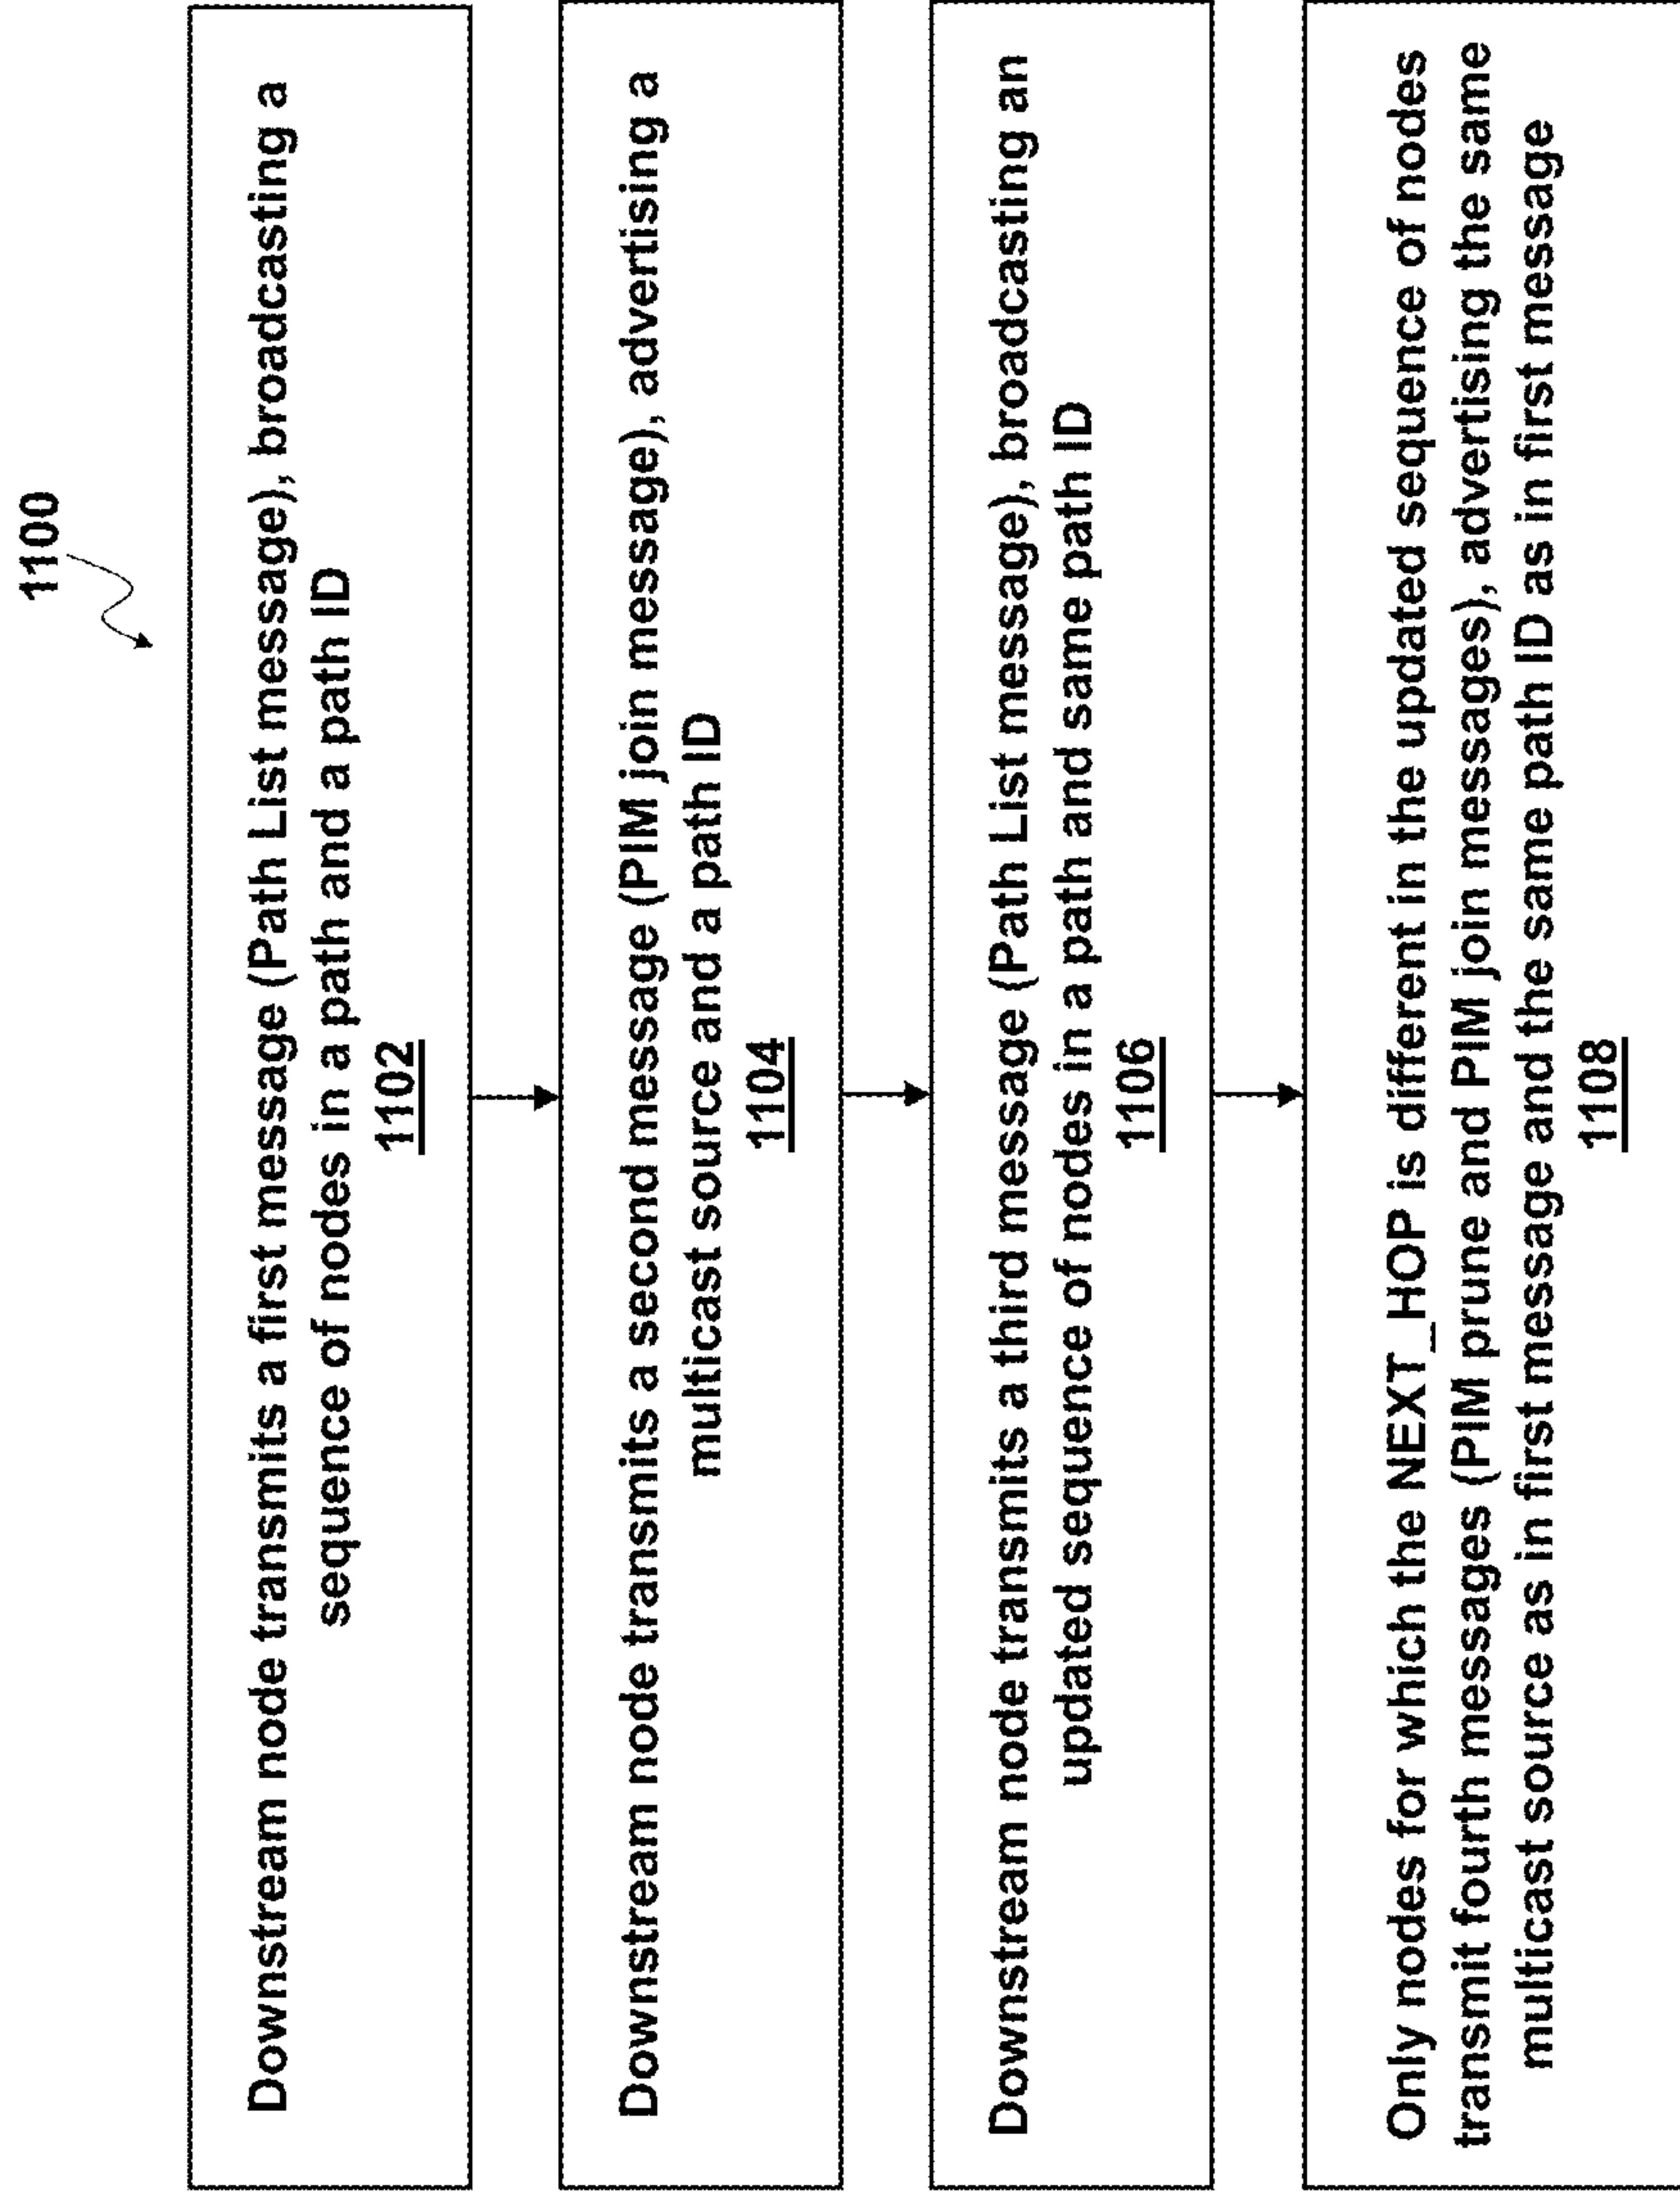 1100
Downstream node transmits a first message (Path List message), broadcasting a
sequence of nodes in a path and a path ID
1102
Downstream node transmits a second message (PIM join message), advertising a
multicast source and a path ID
1104
Downstream node transmits a third message (Path List message), broadcasting an
updated sequence of nodes in a path and same path ID
1106
Only nodes for which the NEXT_HOP is different in the updated sequence of nodes
transmit fourth messages (PIM prune and PIM join messages), advertising the same
multicast source as in first message and the same path ID as in first message
1108